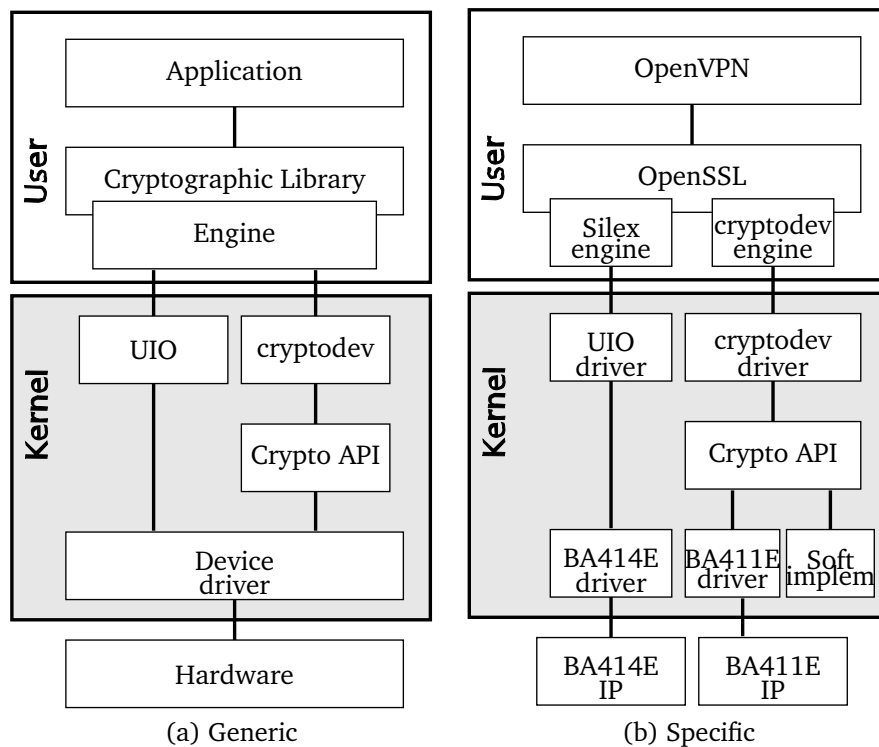 User
Application
Cryptographic Library
Engine
Kernel
UIO
cryptodev
Crypto API
Device
driver
Hardware
(a) Generic
User
OpenVPN
OpenSSL
Silex
engine
cryptodev
engine
Kernel
UIO
driver
cryptodev
driver
Crypto API
BA414E
driver
BA411E
driver
Soft
implem
BA414E
IP
BA411E
IP
(b) Specific